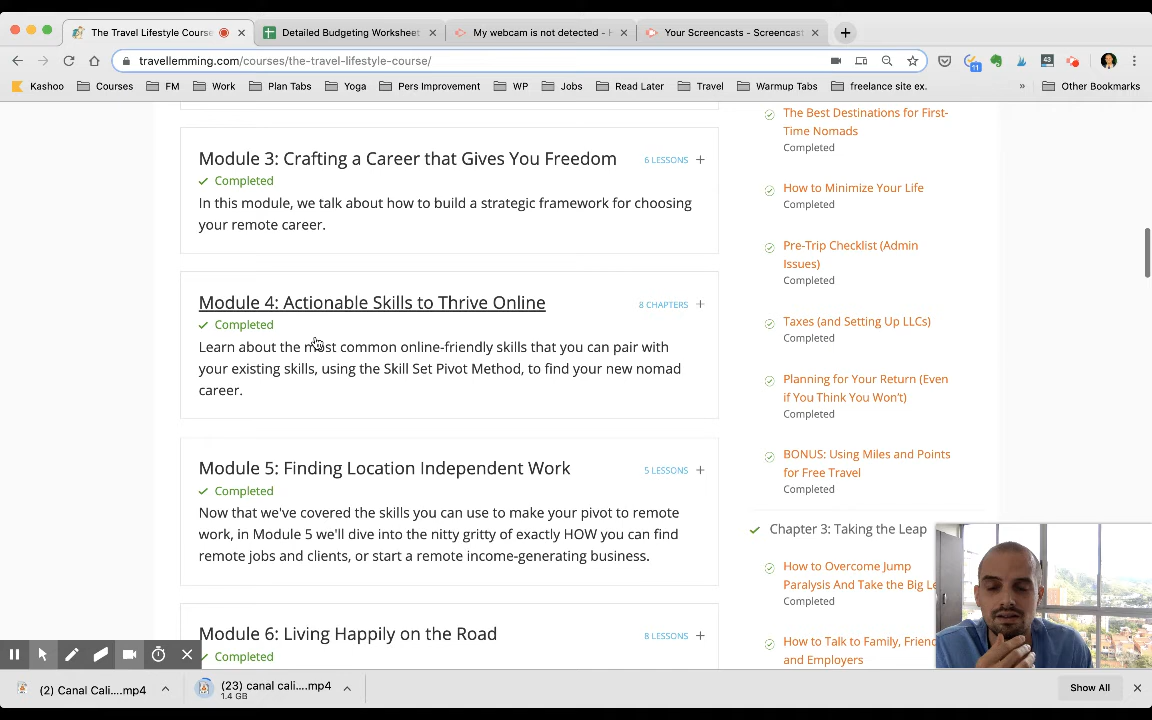 The Travel Lifestyle Course
Detailed Budgeting Worksheet
My webcam is not detected - H
Your Screencasts - Screencast
travellemming.com/courses/the-travel-lifestyle-course/
11
43
Kashoo
Courses
FM
Work
Plan Tabs
Yoga
Pers Improvement
WP
Jobs
Read Later
Travel
Warmup Tabs
freelance site ex.
»
Other Bookmarks
Module 3: Crafting a Career that Gives You Freedom
6 LESSONS +
Completed
In this module, we talk about how to build a strategic framework for choosing
your remote career.
Module 4: Actionable Skills to Thrive Online
8 CHAPTERS +
Completed
Learn about the most common online-friendly skills that you can pair with
your existing skills, using the Skill Set Pivot Method, to find your new nomad
career.
Module 5: Finding Location Independent Work
5 LESSONS +
Completed
Now that we've covered the skills you can use to make your pivot to remote
work, in Module 5 we'll dive into the nitty gritty of exactly HOW you can find
remote jobs and clients, or start a remote income-generating business.
Module 6: Living Happily on the Road
8 LESSONS +
Completed
The Best Destinations for First-
Time Nomads
Completed
How to Minimize Your Life
Completed
Pre-Trip Checklist (Admin
Issues)
Completed
Taxes (and Setting Up LLCs)
Completed
Planning for Your Return (Even
if You Think You Won't)
Completed
BONUS: Using Miles and Points
for Free Travel
Completed
Chapter 3: Taking the Leap
How to Overcome Jump
Paralysis And Take the Big Le
Completed
How to Talk to Family, Friend
and Employers
(2) Canal Cali....mp4
(23) canal cali....mp4
1.4 GB
Show All